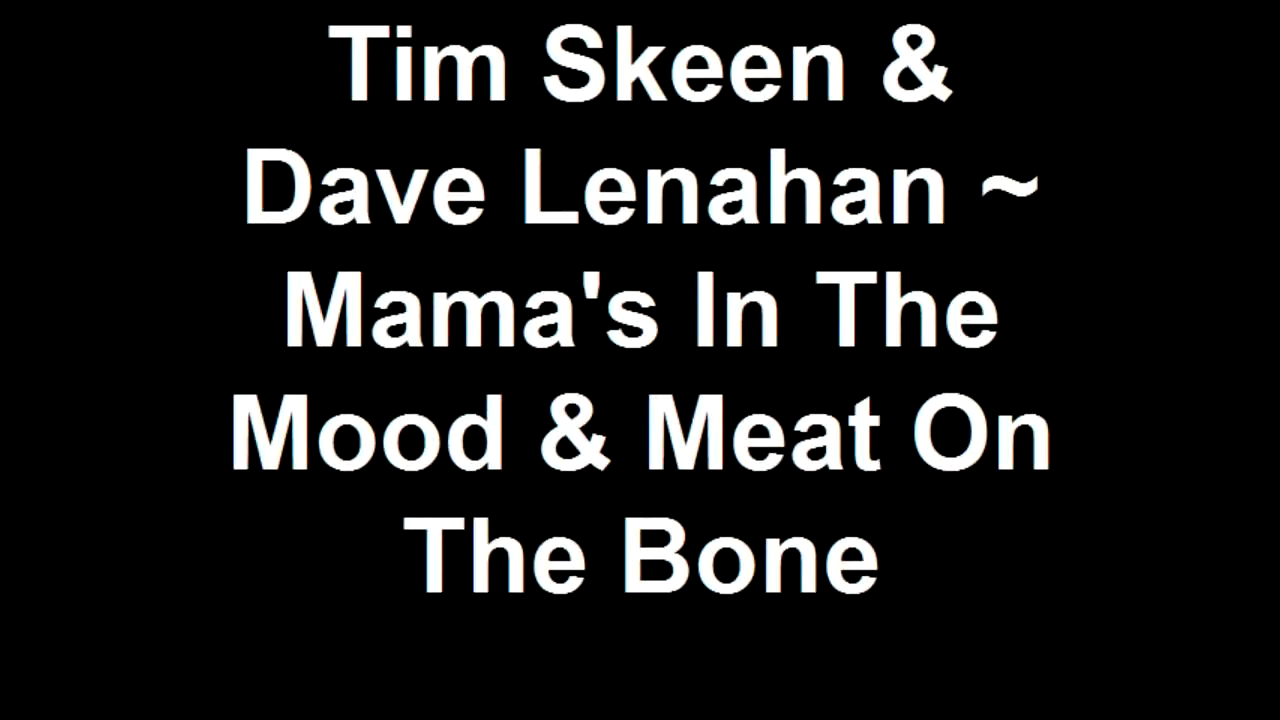 Tim Skeen &
Dave Lenahan ~
Mama's In The
Mood & Meat On
The Bone